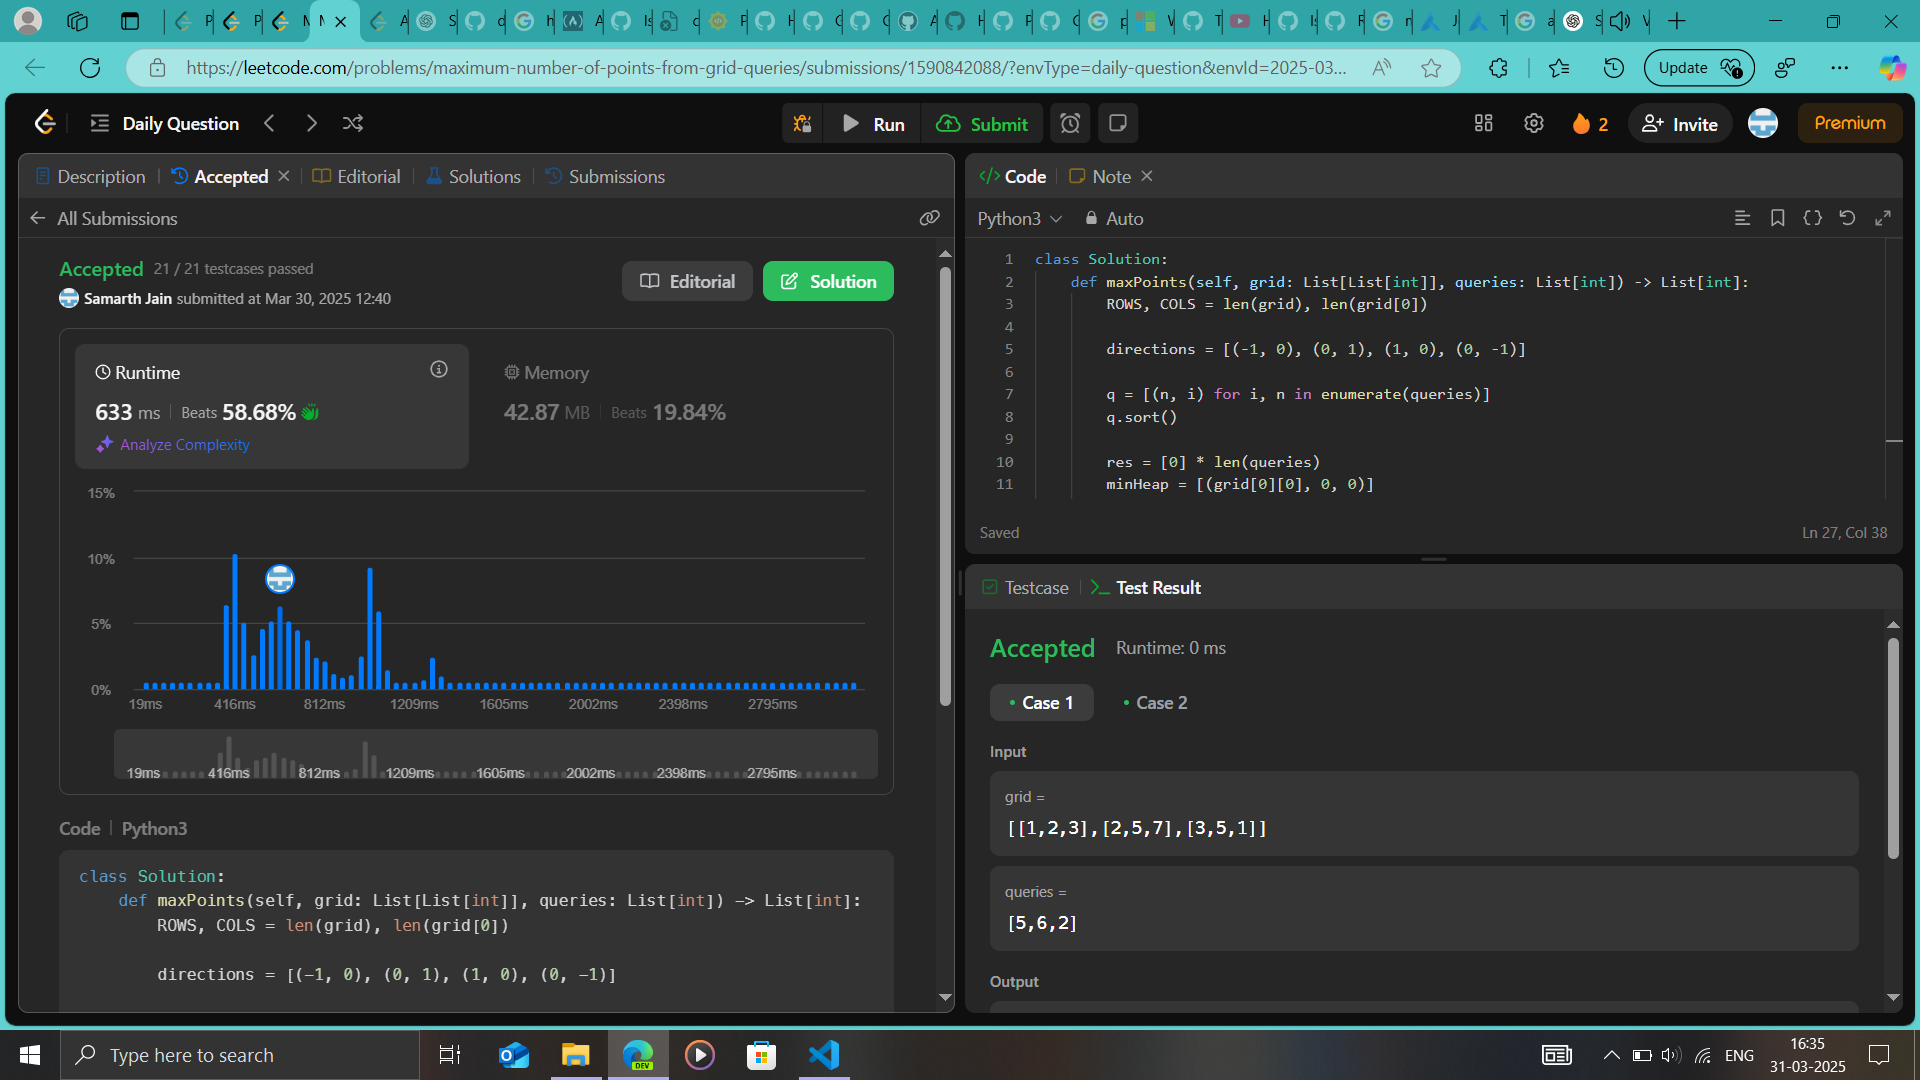 https://leetcode.com/problems/maximum-number-of-points-from-grid-queries/submissions/1590842088/?envType=daily-question&envId=2025-03...
Update
Daily Question
Run
Submit
2
Invite
Premium
Description
Accepted
Editorial
Solutions
Submissions
All Submissions
Accepted 21 / 21 testcases passed
Samarth Jain submitted at Mar 30, 2025 12:40
Editorial
Solution
Runtime
633 ms Beats 58.68%
Analyze Complexity
Memory
42.87 MB Beats 19.84%
15%
10%
5%
0%
19ms 416ms 812ms 1209ms 1605ms 2002ms 2398ms 2795ms
19ms 416ms 812ms 1209ms 1605ms 2002ms 2398ms 2795ms
Code Python3
class Solution:
def maxPoints(self, grid: List[List[int]], queries: List[int]) -> List[int]:
ROWS, COLS = len(grid), len(grid[0])
directions = [(-1, 0), (0, 1), (1, 0), (0, -1)]
</> Code
Note
Python3
Auto
1 class Solution:
2 def maxPoints(self, grid: List[List[int]], queries: List[int]) -> List[int]:
3 ROWS, COLS = len(grid), len(grid[0])
4
5 directions = [(-1, 0), (0, 1), (1, 0), (0, -1)]
6
7 q = [(n, i) for i, n in enumerate(queries)]
8 q.sort()
9
10 res = [0] * len(queries)
11 minHeap = [(grid[0][0], 0, 0)]
Saved
Ln 27, Col 38
Testcase
Test Result
Accepted Runtime: 0 ms
Case 1
Case 2
Input
grid =
[[1,2,3],[2,5,7],[3,5,1]]
queries =
[5,6,2]
Output
Type here to search
DEV
ENG
16:35
31-03-2025